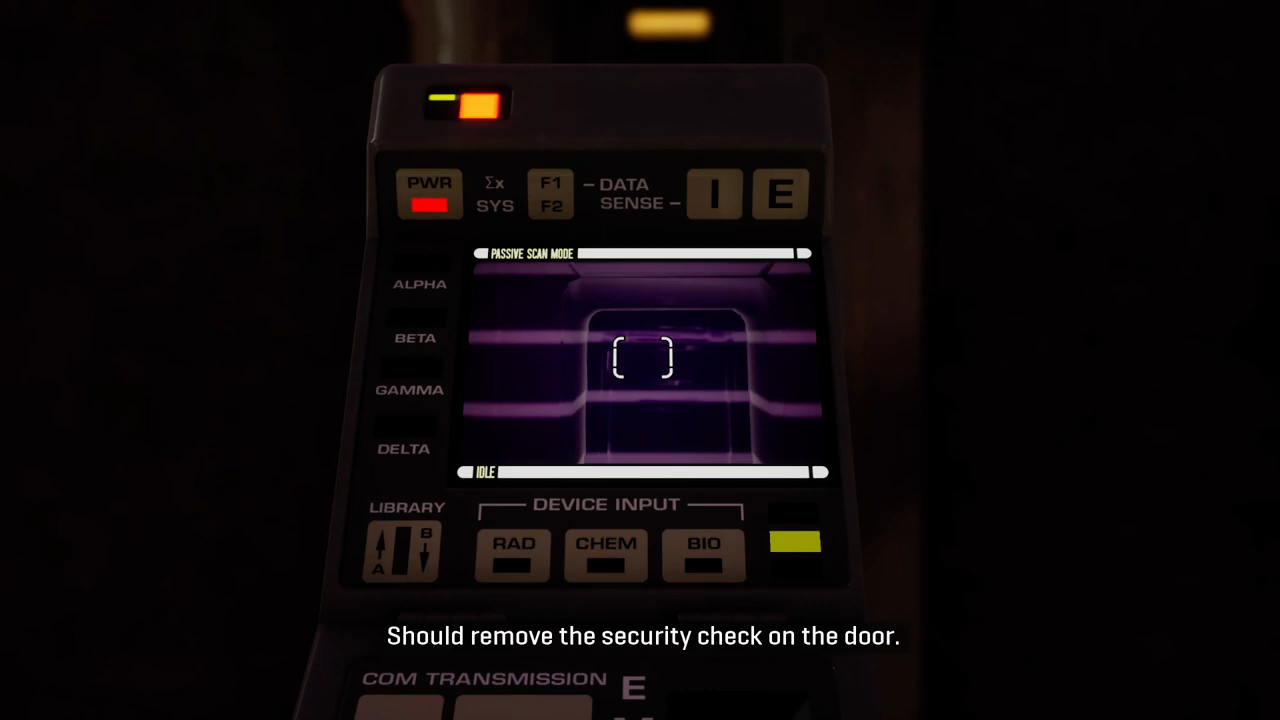 PWR
Σx
SYS
F1
F2
DATA
SENSE
I
E
PASSIVE SCAN MODE
ALPHA
BETA
GAMMA
DELTA
IDLE
LIBRARY
A
B
DEVICE INPUT
RAD
CHEM
BIO
Should remove the security check on the door.
COM TRANSMISSION
E